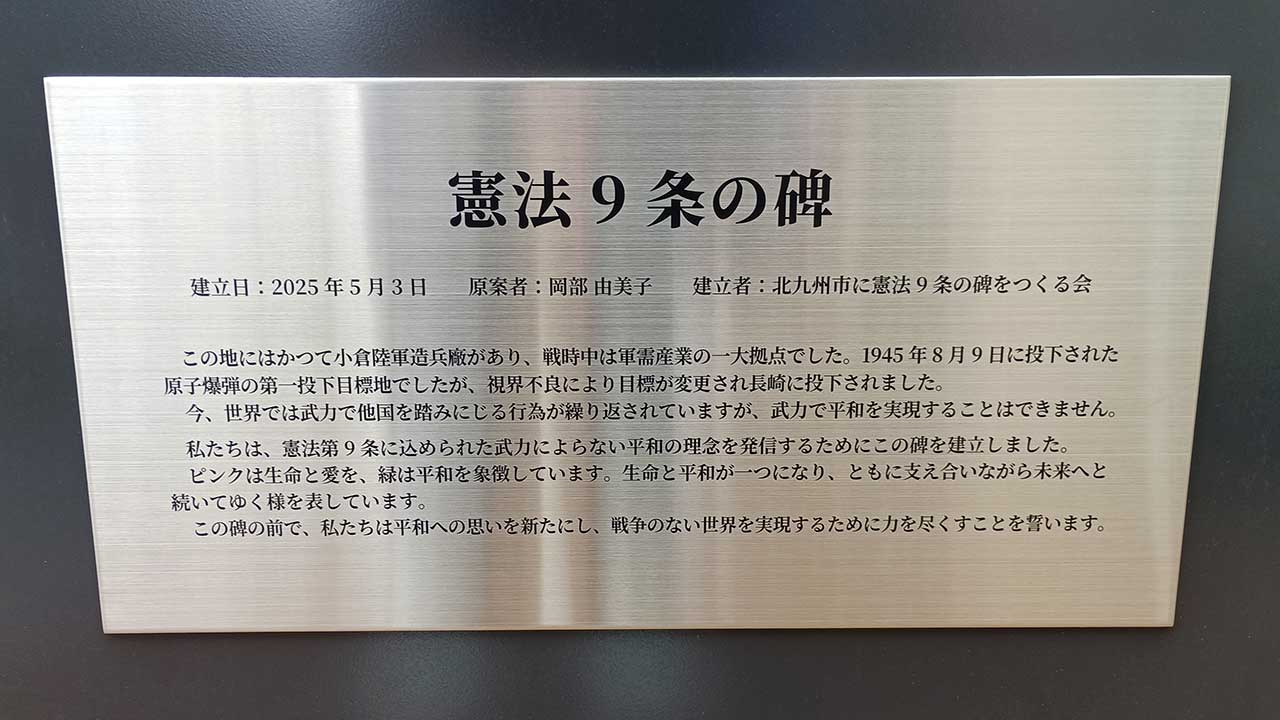 憲法9条の碑
建立日：2025年5月3日　原案者：岡部 由美子　建立者：北九州市に憲法9条の碑をつくる会
この地にはかつて小倉陸軍造兵廠があり、戦時中は軍需産業の一大拠点でした。1945年8月9日に投下された
原子爆弾の第一投下目標地でしたが、視界不良により目標が変更され長崎に投下されました。
今、世界では武力で他国を踏みにじる行為が繰り返されていますが、武力で平和を実現することはできません。
私たちは、憲法第9条に込められた武力によらない平和の理念を発信するためにこの碑を建立しました。
ピンクは生命と愛を、緑は平和を象徴しています。生命と平和が一つになり、ともに支え合いながら未来へと
続いてゆく様を表しています。
この碑の前で、私たちは平和への思いを新たにし、戦争のない世界を実現するために力を尽くすことを誓います。